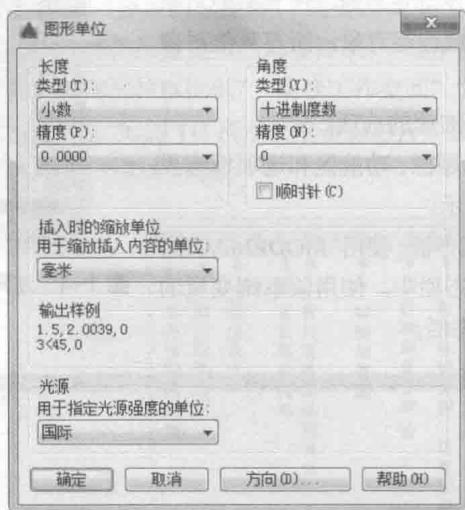 图形单位
长度
类型(T):
小数
精度(P):
0.0000
角度
类型(Y):
十进制度数
精度(N):
0
顺时针(C)
插入时的缩放单位
用于缩放插入内容的单位:
毫米
输出样例
1.5,2.0039,0
3<45,0
光源
用于指定光源强度的单位:
国际
确定
取消
方向(D)...
帮助(H)